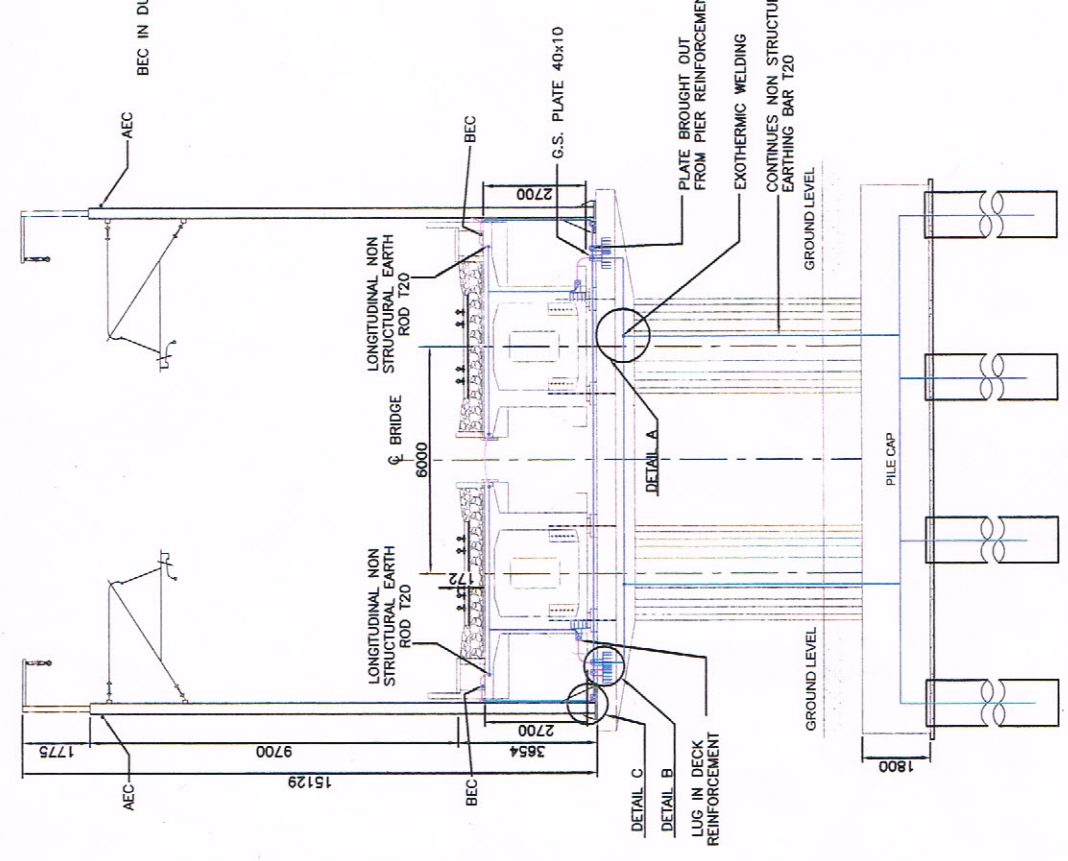 BEC IN DU
AEC
BEC
G.S. PLATE 40x10
PLATE BROUGHT OUT
FROM PIER REINFORCEMEN
EXOTHERMIC WELDING
CONTINUES NON STRUCTUR
EARTHING BAR T20
GROUND LEVEL
2700
LONGITUDINAL NON
STRUCTURAL EARTH
ROD T20
℄ BRIDGE
6000
DETAIL A
PILE CAP
LONGITUDINAL NON
STRUCTURAL EARTH
ROD T20
172
GROUND LEVEL
AEC
1775
9700
15129
3654
2700
BEC
1800
DETAIL C
DETAIL B
LUG IN DECK
REINFORCEMENT